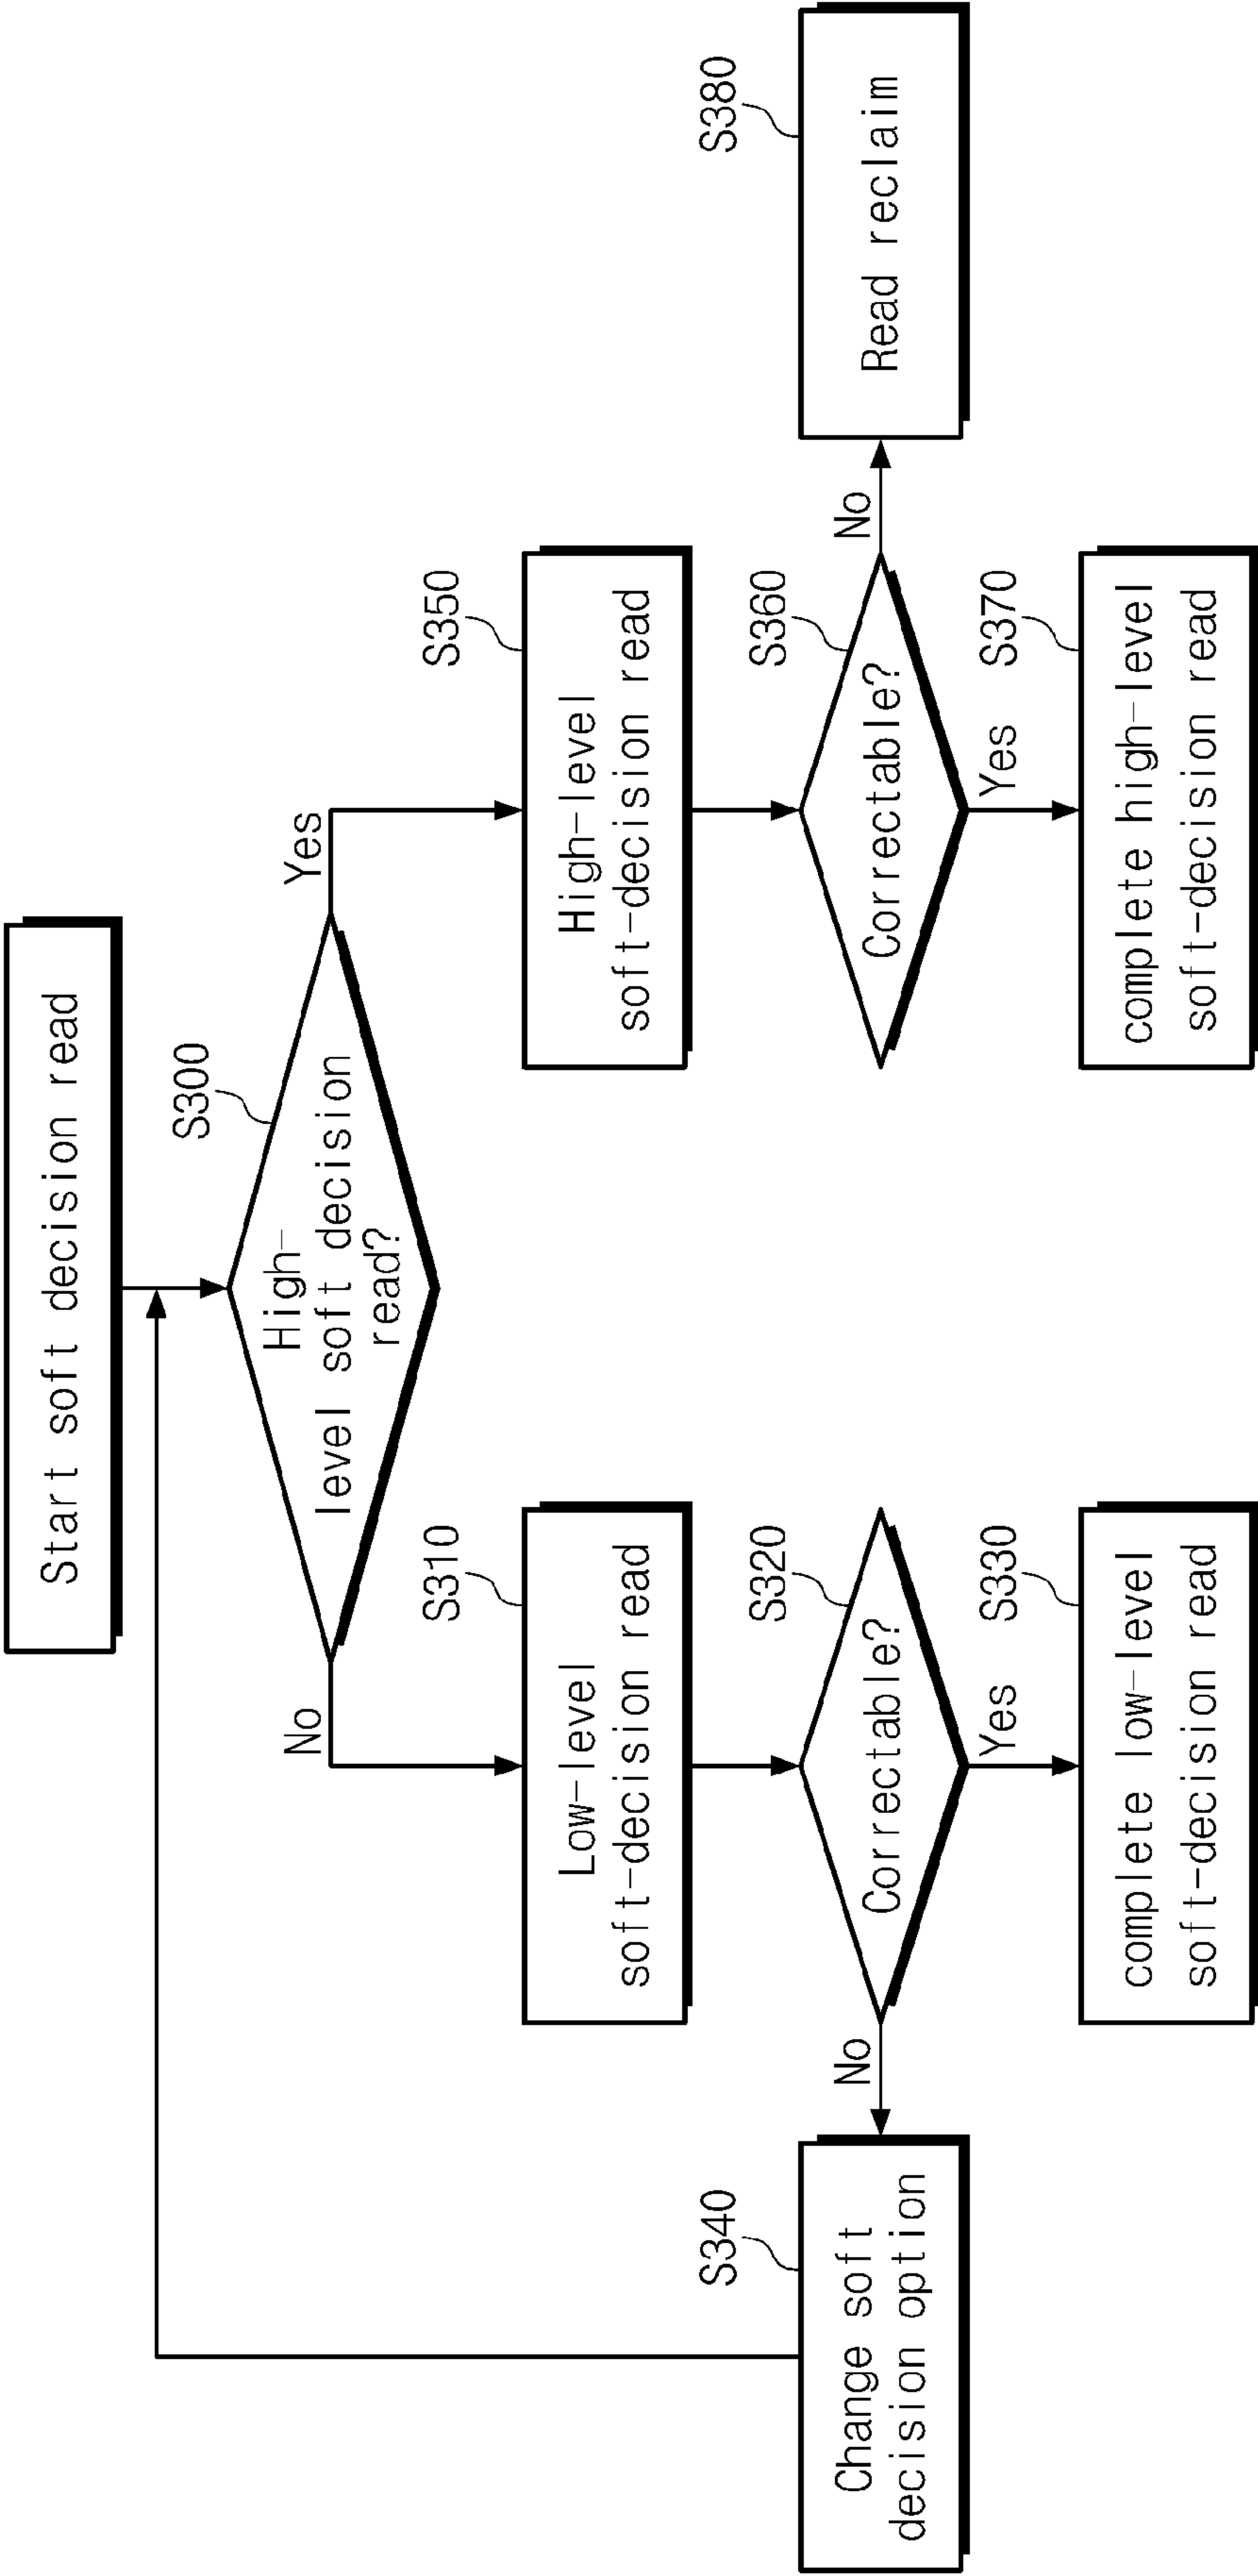 Start soft decision read
S300
High-
level soft decision
read?
No
Yes
S310
Low-level
soft-decision read
S350
High-level
soft-decision read
S340
Change soft
decision option
No
S320
Correctable?
Yes
S360
Correctable?
No
Yes
S380
Read reclaim
S330
complete low-level
soft-decision read
S370
complete high-level
soft-decision read